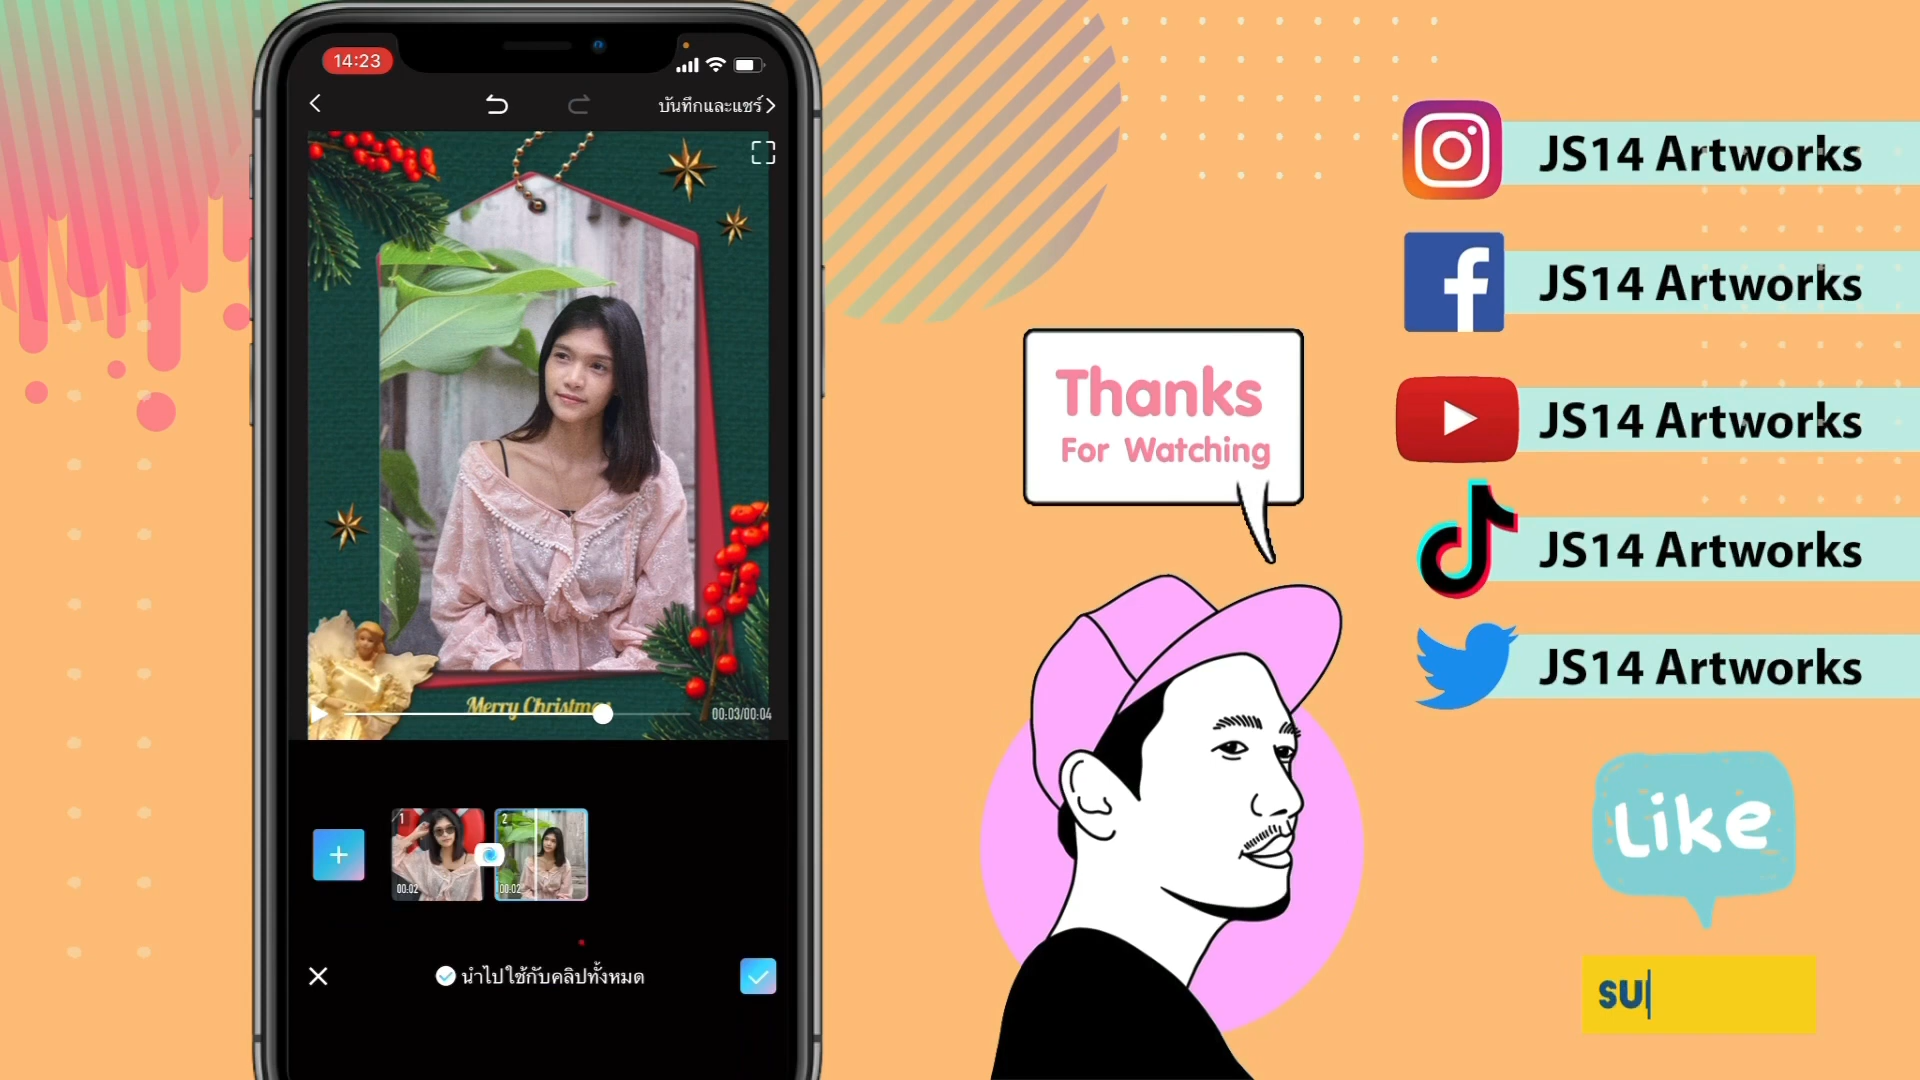 14:23
บันทึกและแชร์
Merry Christmas
00:03/00:04
1
00:02
2
00:02
นำไปใช้กับคลิปทั้งหมด
Thanks
For Watching
JS14 Artworks
JS14 Artworks
JS14 Artworks
JS14 Artworks
JS14 Artworks
Like
SU